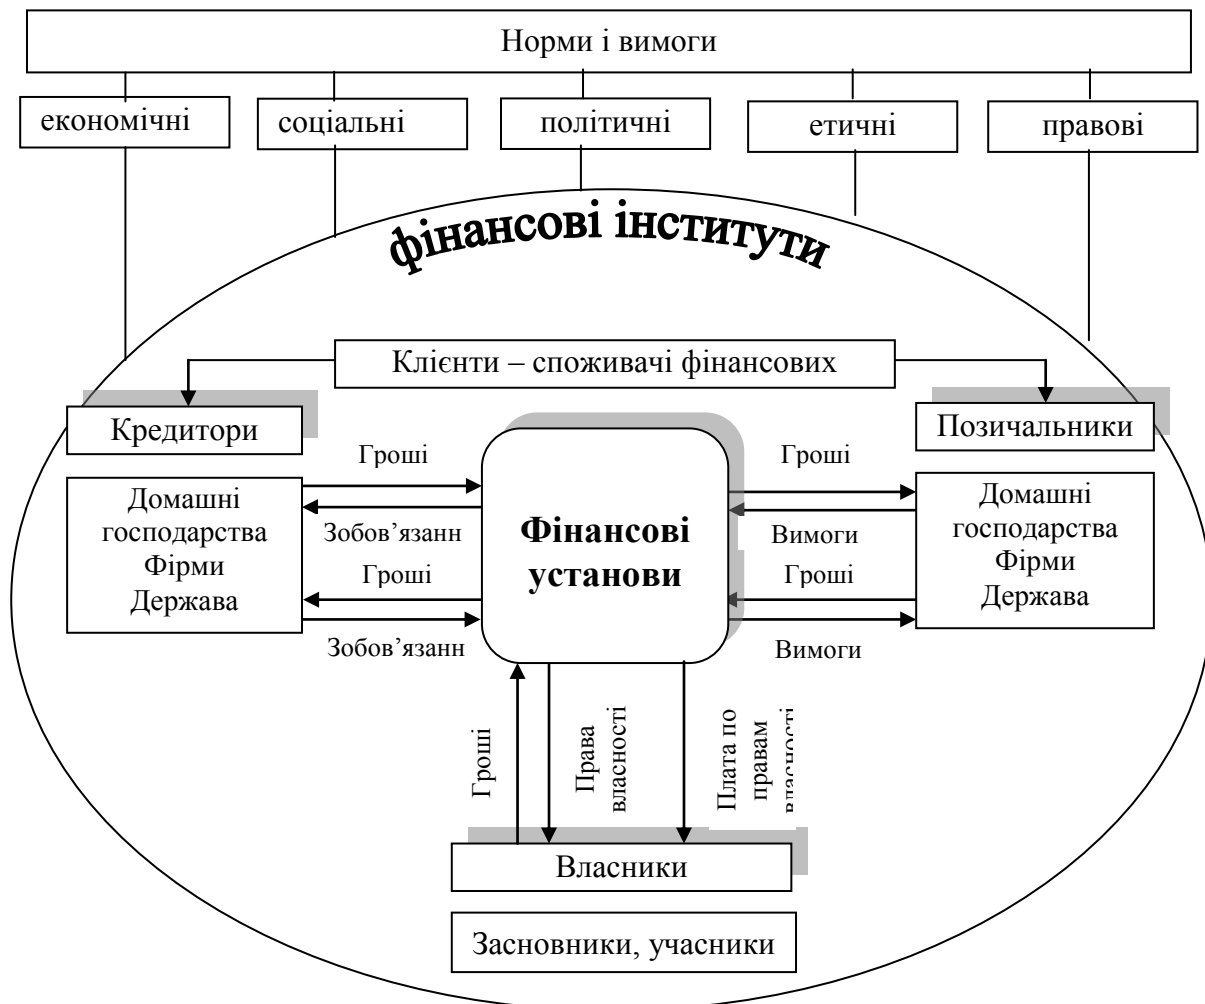 Норми і вимоги
економічні
соціальні
політичні
етичні
правові
фінансові інститути
Клієнти – споживачі фінансових
Кредитори
Позичальники
Гроші
Гроші
Домашні
господарства
Фірми
Держава
Фінансові
установи
Домашні
господарства
Фірми
Держава
Зобов’язанн
Вимоги
Гроші
Гроші
Зобов’язанн
Вимоги
Гроші
Права
власності
Плата по
правам
власності
Власники
Засновники, учасники